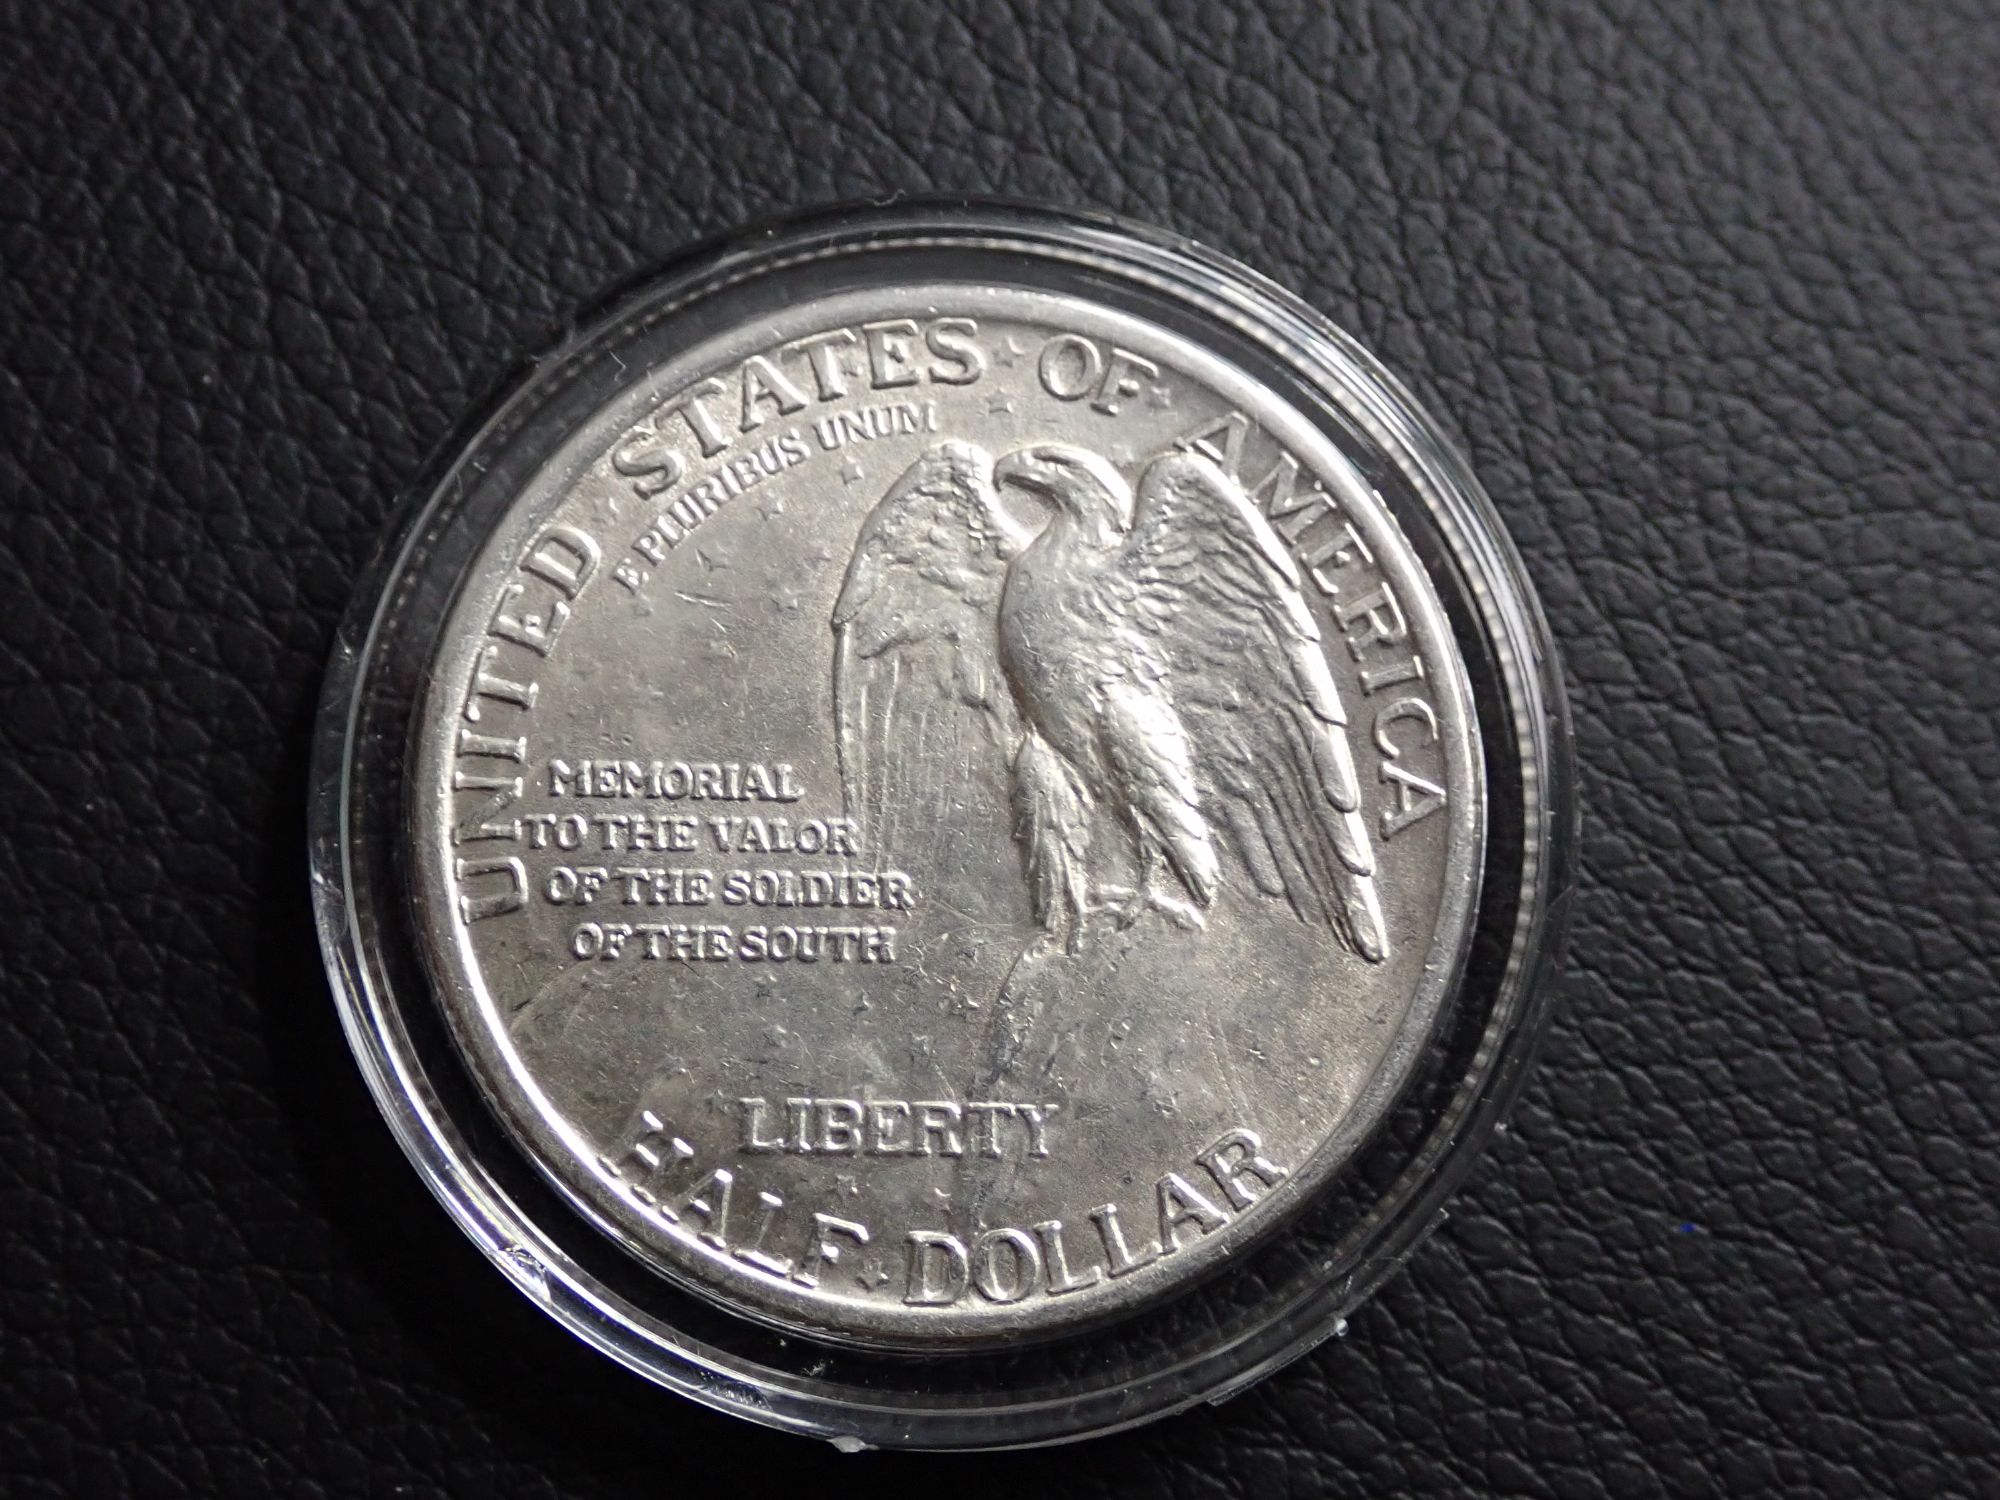 UNITED STATES OF AMERICA
E PLURIBUS UNUM
MEMORIAL
TO THE VALOR
OF THE SOLDIER
OF THE SOUTH
LIBERTY
HALF DOLLAR